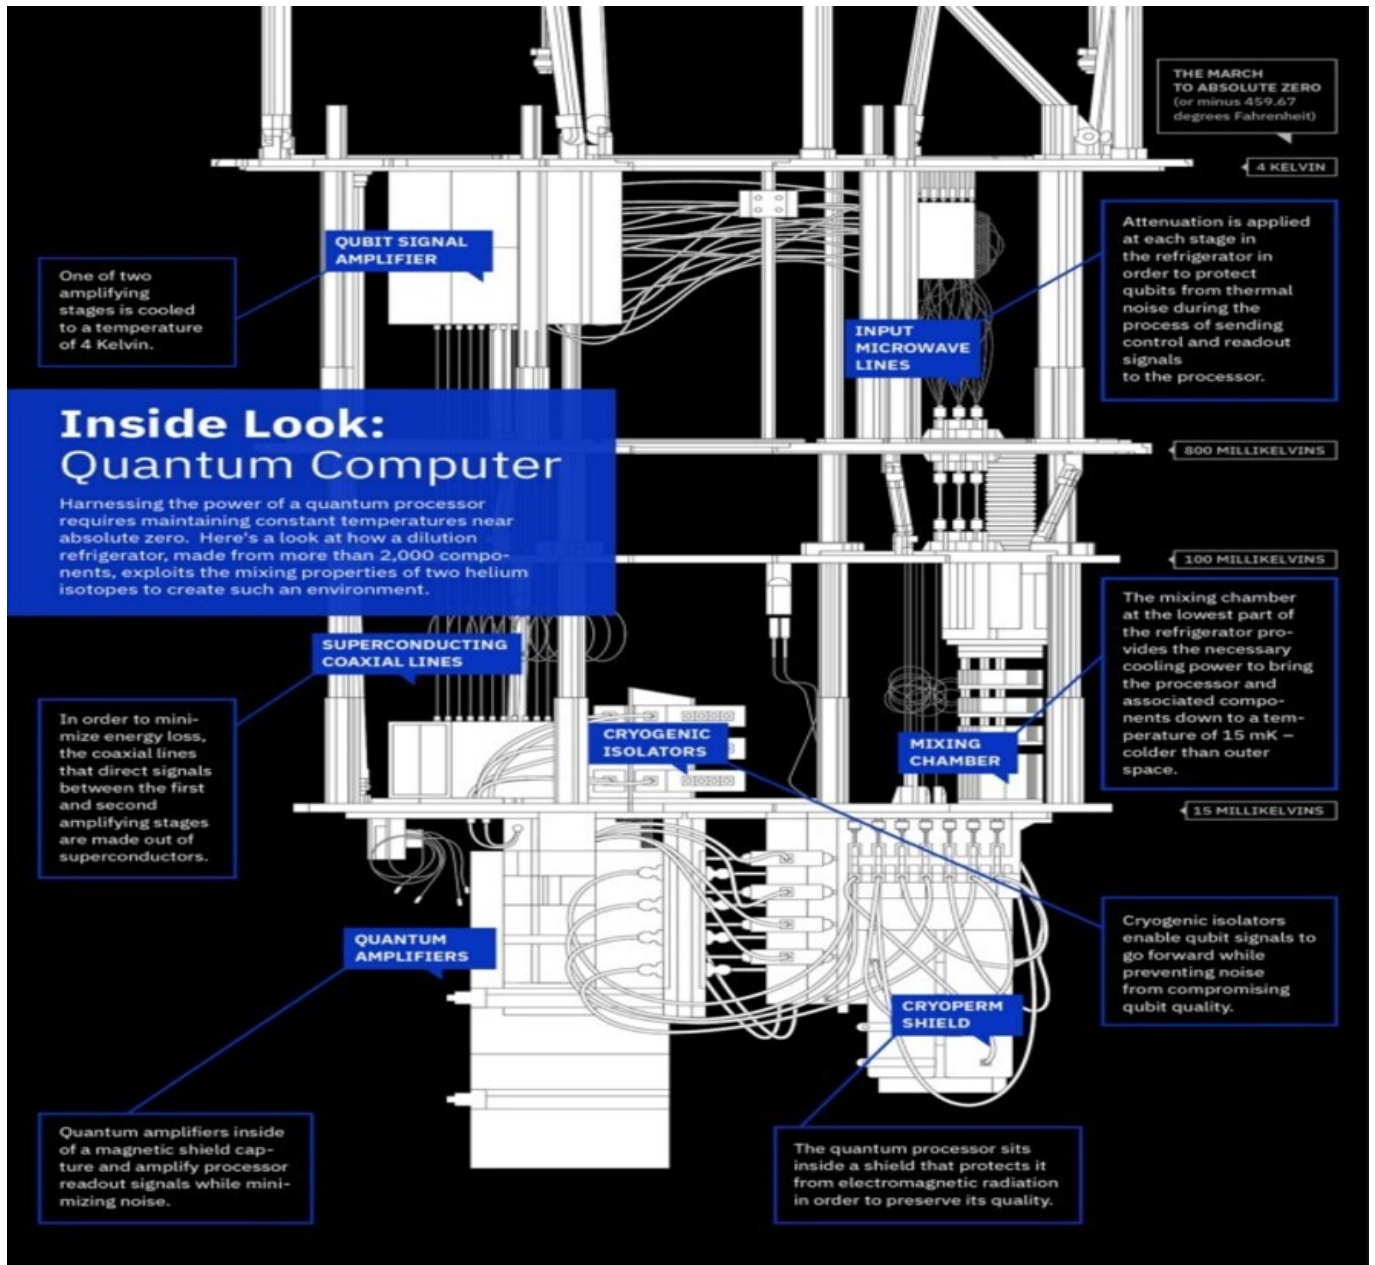 THE MARCH
TO ABSOLUTE ZERO
(or minus 459.67
degrees Fahrenheit)
4 KELVIN
QUBIT SIGNAL
AMPLIFIER
One of two
amplifying
stages is cooled
to a temperature
of 4 Kelvin.
Attenuation is applied
at each stage in
the refrigerator in
order to protect
qubits from thermal
noise during the
process of sending
control and readout
signals
to the processor.
INPUT
MICROWAVE
LINES
Inside Look:
Quantum Computer
Harnessing the power of a quantum processor
requires maintaining constant temperatures near
absolute zero. Here's a look at how a dilution
refrigerator, made from more than 2,000 compo-
nents, exploits the mixing properties of two helium
isotopes to create such an environment.
800 MILLIKELVINS
100 MILLIKELVINS
SUPERCONDUCTING
COAXIAL LINES
In order to mini-
mize energy loss,
the coaxial lines
that direct signals
between the first
and second
amplifying stages
are made out of
superconductors.
CRYOGENIC
ISOLATORS
MIXING
CHAMBER
The mixing chamber
at the lowest part of
the refrigerator pro-
vides the necessary
cooling power to bring
the processor and
associated compo-
nents down to a tem-
perature of 15 mK –
colder than outer
space.
15 MILLIKELVINS
QUANTUM
AMPLIFIERS
Cryogenic isolators
enable qubit signals to
go forward while
preventing noise
from compromising
qubit quality.
CRYOPERM
SHIELD
Quantum amplifiers inside
of a magnetic shield cap-
ture and amplify processor
readout signals while mini-
mizing noise.
The quantum processor sits
inside a shield that protects it
from electromagnetic radiation
in order to preserve its quality.